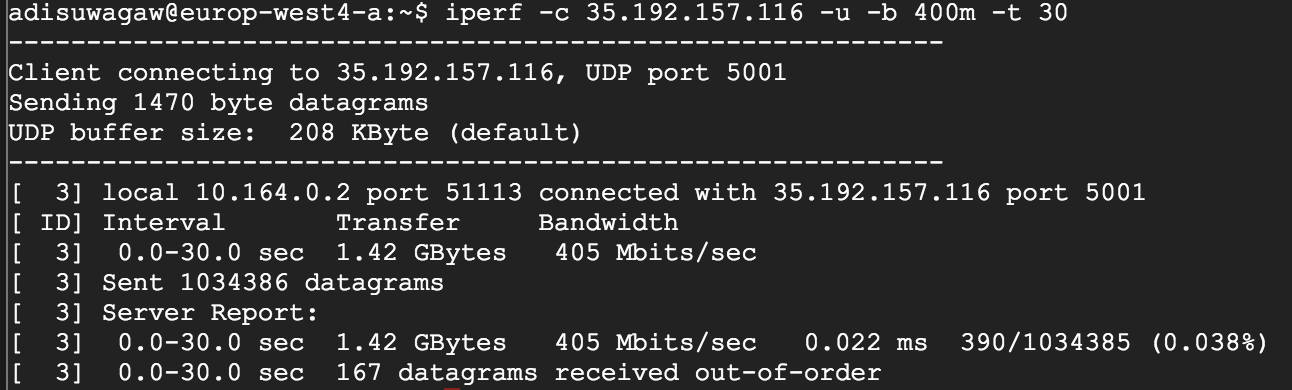 adisuwagaw@europ-west4-a:~$ iperf -c 35.192.157.116 -u -b 400m -t 30
------------------------------------------------------------
Client connecting to 35.192.157.116, UDP port 5001
Sending 1470 byte datagrams
UDP buffer size:  208 KByte (default)
------------------------------------------------------------
[  3] local 10.164.0.2 port 51113 connected with 35.192.157.116 port 5001
[ ID] Interval       Transfer     Bandwidth
[  3]  0.0-30.0 sec  1.42 GBytes   405 Mbits/sec
[  3] Sent 1034386 datagrams
[  3] Server Report:
[  3]  0.0-30.0 sec  1.42 GBytes   405 Mbits/sec   0.022 ms  390/1034385 (0.038%)
[  3]  0.0-30.0 sec  167 datagrams received out-of-order